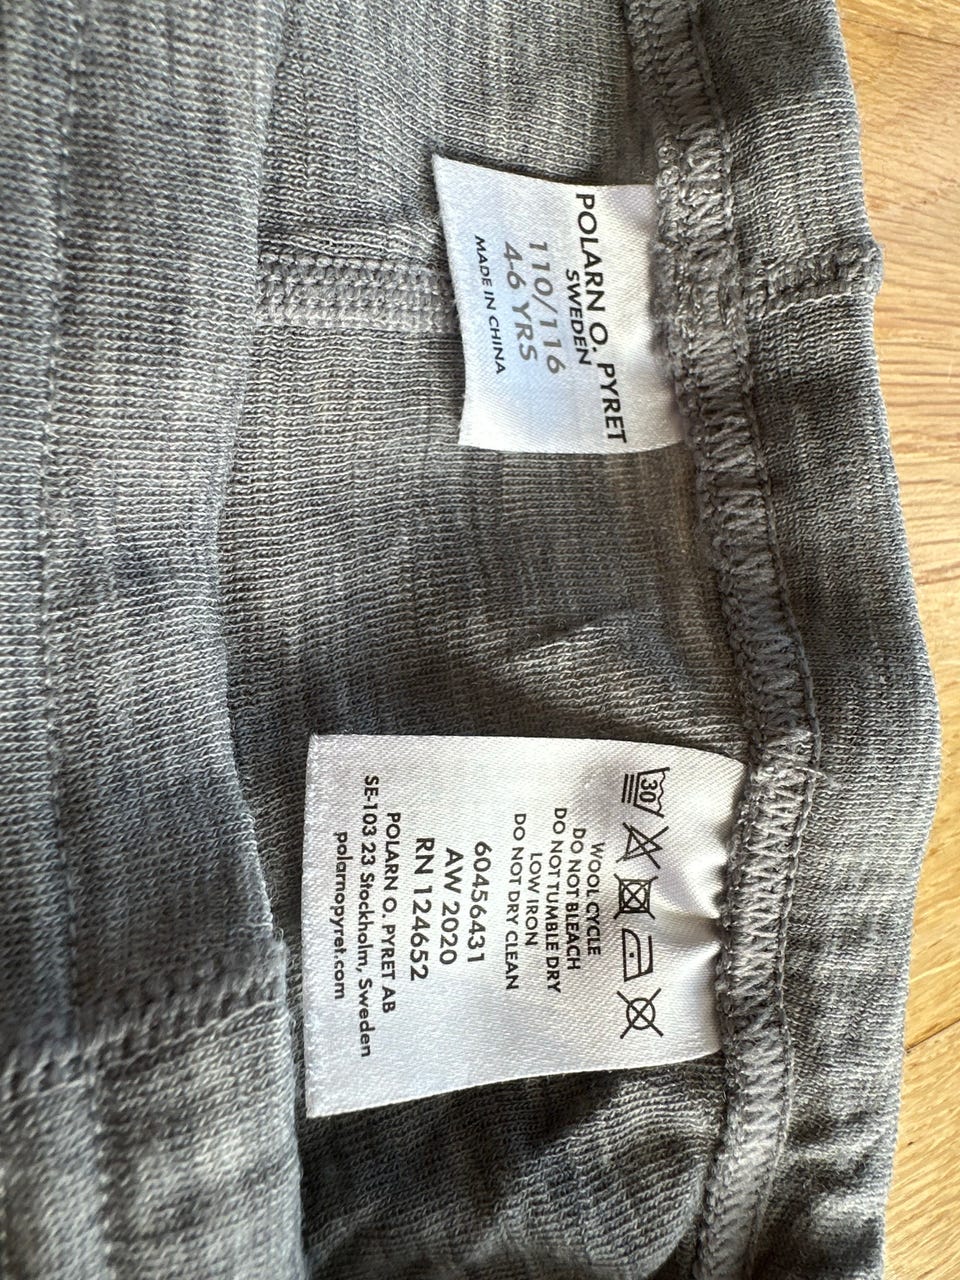 POLARN O. PYRET
SWEDEN
110/116
4-6 YRS
MADE IN CHINA
30
WOOL CYCLE
DO NOT BLEACH
DO NOT TUMBLE DRY
LOW IRON
DO NOT DRY CLEAN
60456431
AW 2020
RN 124652
POLARN O. PYRET AB
SE-103 23 Stockholm, Sweden
polarnopyret.com